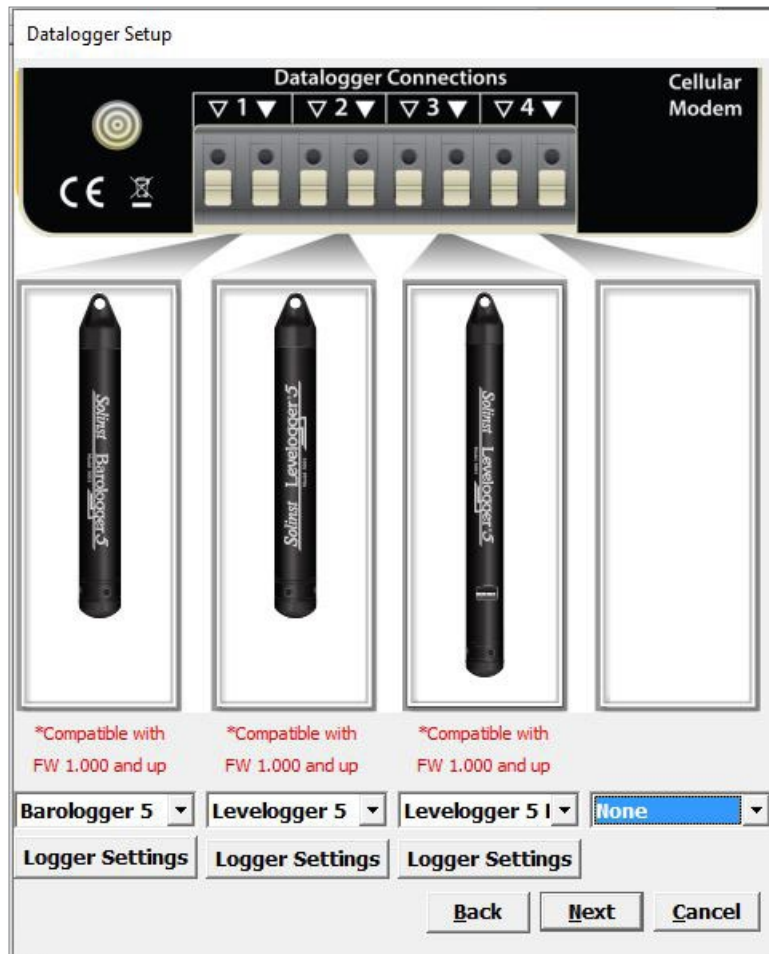 Datalogger Setup
Datalogger Connections
Cellular
Modem
▽ 1 ▼ ▽ 2 ▼ ▽ 3 ▼ ▽ 4 ▼
CE
Solinst Barologger 5
Solinst Levelogger 5
Solinst Levelogger 5
*Compatible with
FW 1.000 and up
*Compatible with
FW 1.000 and up
*Compatible with
FW 1.000 and up
Barologger 5
Levelogger 5
Levelogger 5
None
Logger Settings
Logger Settings
Logger Settings
Back
Next
Cancel